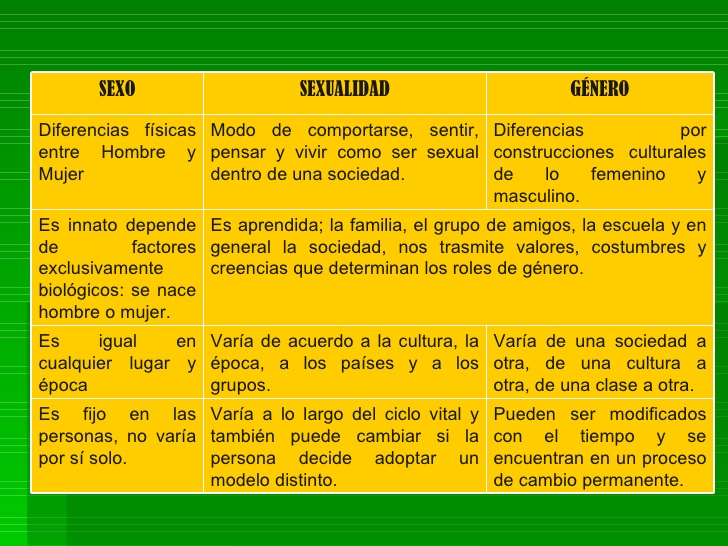 SEXO
SEXUALIDAD
GÉNERO
Diferencias físicas
entre Hombre y
Mujer
Modo de comportarse, sentir,
pensar y vivir como ser sexual
dentro de una sociedad.
Diferencias por
construcciones culturales
de lo femenino y
masculino.
Es innato depende
de factores
exclusivamente
biológicos: se nace
hombre o mujer.
Es aprendida; la familia, el grupo de amigos, la escuela y en
general la sociedad, nos trasmite valores, costumbres y
creencias que determinan los roles de género.
Es igual en
cualquier lugar y
época
Varía de acuerdo a la cultura, la
época, a los países y a los
grupos.
Varía de una sociedad a
otra, de una cultura a
otra, de una clase a otra.
Es fijo en las
personas, no varía
por sí solo.
Varía a lo largo del ciclo vital y
también puede cambiar si la
persona decide adoptar un
modelo distinto.
Pueden ser modificados
con el tiempo y se
encuentran en un proceso
de cambio permanente.